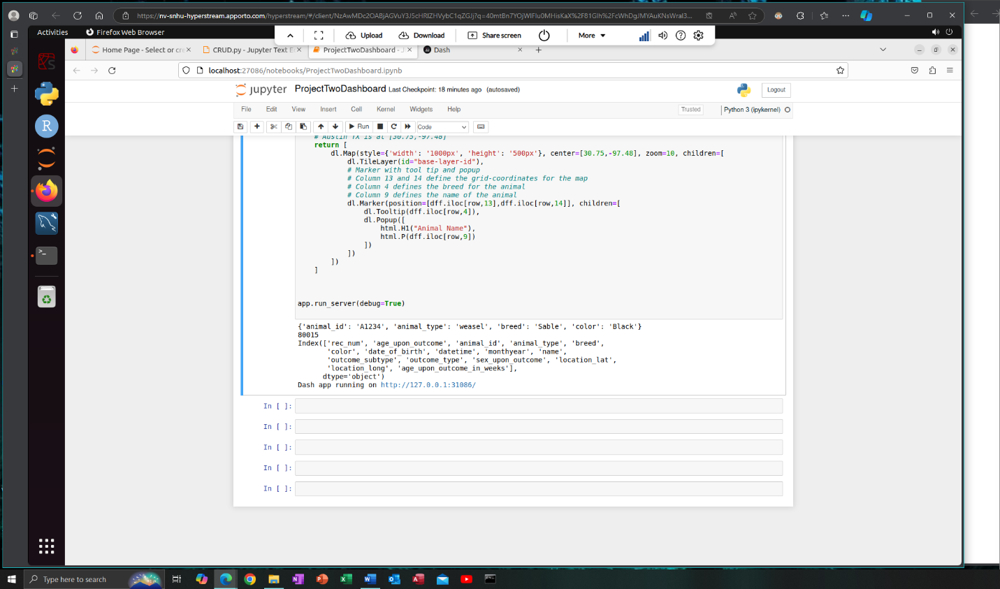 https://nv-snhu-hyperstream.apporto.com/hyperstream/#/client/NzAwMDc2OABjAGVuY3J5cHRlZHVybC1qZGJj?q=40mtBn7YOjWIFIu0MHisKaX%2F81GIh%2FcWhDgJMYAuKNsWral3...
Activities
Firefox Web Browser
Upload
Download
Share screen
More
Home Page - Select or cre
CRUD.py - Jupyter Text E
ProjectTwoDashboard - J
Dash
localhost:27086/notebooks/ProjectTwoDashboard.ipynb
jupyter ProjectTwoDashboard Last Checkpoint: 18 minutes ago (autosaved)
Logout
File Edit View Insert Cell Kernel Widgets Help
Trusted
Python 3 (ipykernel)
Run
Code
# Austin TX is at [30.75,-97.48]
return [
dl.Map(style={'width': '1000px', 'height': '500px'}, center=[30.75,-97.48], zoom=10, children=[
dl.TileLayer(id="base-layer-id"),
# Marker with tool tip and popup
# Column 13 and 14 define the grid-coordinates for the map
# Column 4 defines the breed for the animal
# Column 9 defines the name of the animal
dl.Marker(position=[dff.iloc[row,13],dff.iloc[row,14]], children=[
dl.Tooltip(dff.iloc[row,4]),
dl.Popup([
html.H1("Animal Name"),
html.P(dff.iloc[row,9])
])
])
])
]
app.run_server(debug=True)
{'animal_id': 'A1234', 'animal_type': 'weasel', 'breed': 'Sable', 'color': 'Black'}
80015
Index(['rec_num', 'age_upon_outcome', 'animal_id', 'animal_type', 'breed',
'color', 'date_of_birth', 'datetime', 'monthyear', 'name',
'outcome_subtype', 'outcome_type', 'sex_upon_outcome', 'location_lat',
'location_long', 'age_upon_outcome_in_weeks'],
dtype='object')
Dash app running on http://127.0.0.1:31086/
In [ ]:
In [ ]:
In [ ]:
In [ ]:
In [ ]:
Type here to search